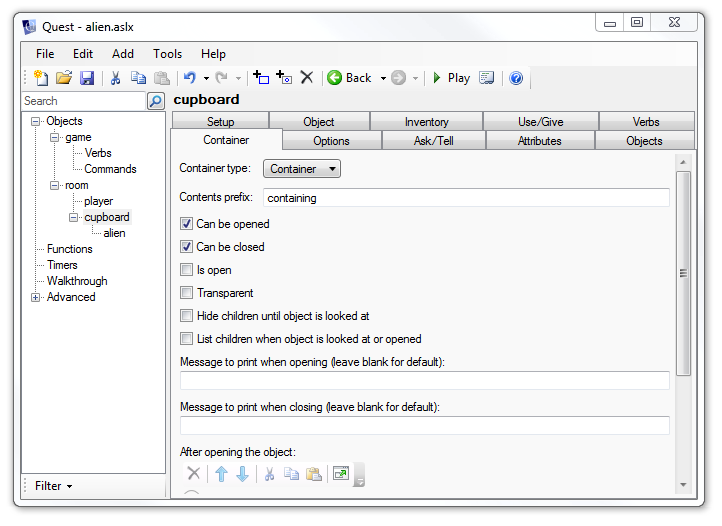 Quest - alien.aslx
File Edit Add Tools Help
Back Play
Search
Objects
game
Verbs
Commands
room
player
cupboard
alien
Functions
Timers
Walkthrough
Advanced
Filter
cupboard
Setup Object Inventory Use/Give Verbs
Container Options Ask/Tell Attributes Objects
Container type: Container
Contents prefix: containing
Can be opened
Can be closed
Is open
Transparent
Hide children until object is looked at
List children when object is looked at or opened
Message to print when opening (leave blank for default):
Message to print when closing (leave blank for default):
After opening the object: